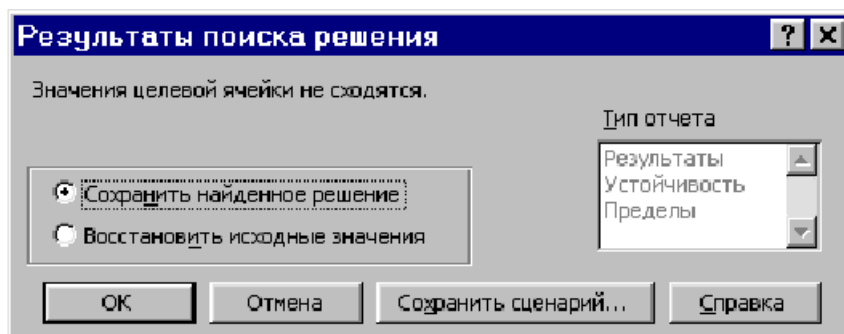 Результаты поиска решения
Значения целевой ячейки не сходятся.
Тип отчета
Результаты
Устойчивость
Пределы
Сохранить найденное решение
Восстановить исходные значения
ОК
Отмена
Сохранить сценарий...
Справка